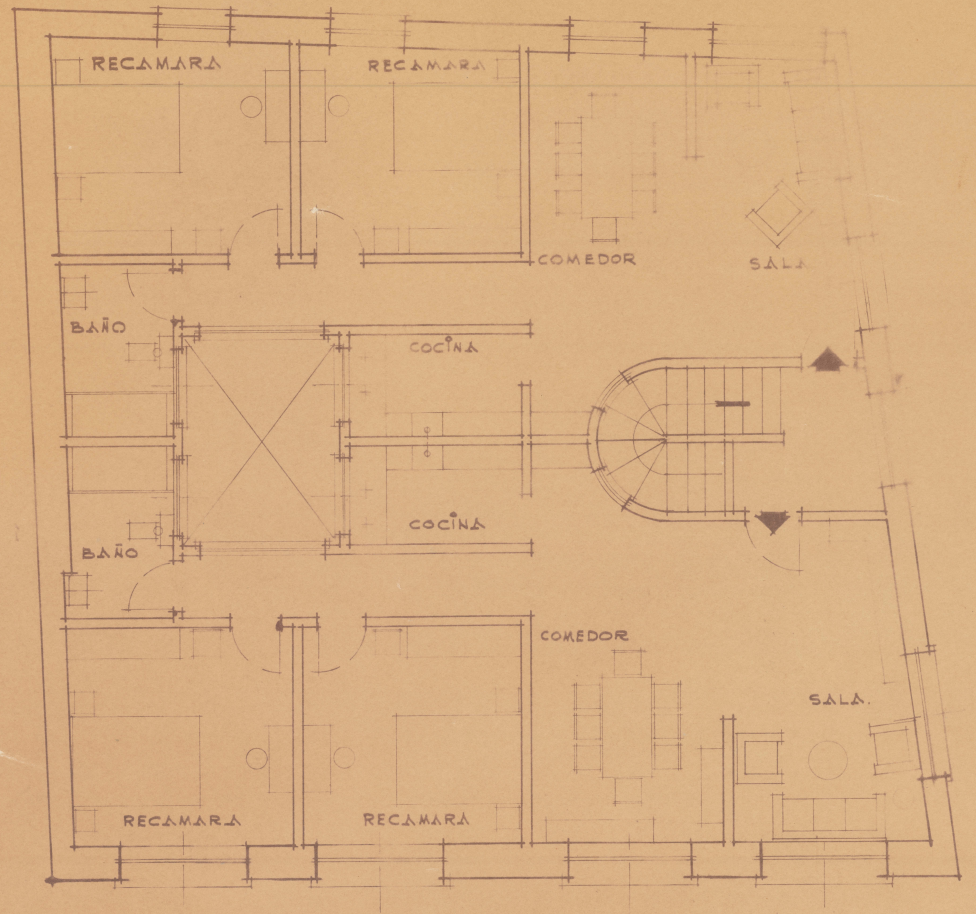 RECAMARA
RECAMARA
COMEDOR
SALA
BAÑO
COCINA
COCINA
BAÑO
COMEDOR
SALA.
RECAMARA
RECAMARA